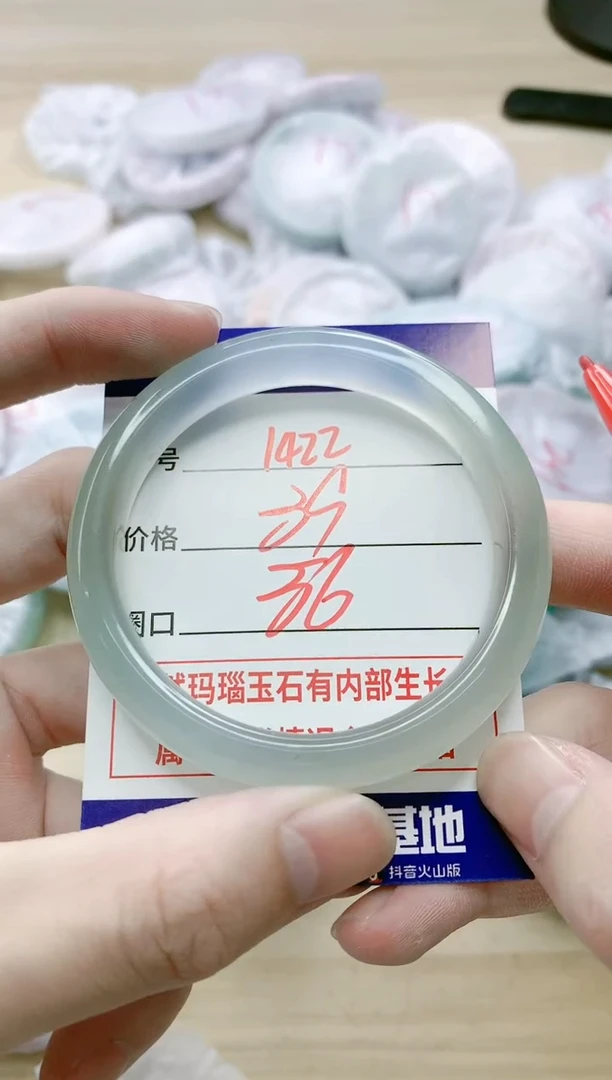 号 1422
价格 39
圈口 56
玛瑙玉石有内部生长
属
基地
抖音火山版